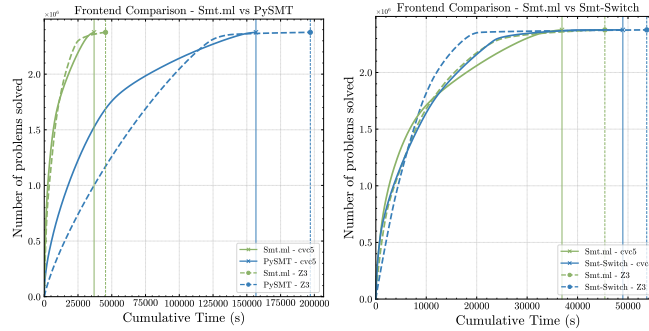 Frontend Comparison - Smt.ml vs PySMT
×10⁶
2.0
1.5
1.0
0.5
0.0
Number of problems solved
0
25000
50000
75000
100000
125000
150000
175000
200000
Cumulative Time (s)
Smt.ml - cvc5
PySMT - cvc5
Smt.ml - Z3
PySMT - Z3
Frontend Comparison - Smt.ml vs Smt-Switch
×10⁶
2.0
1.5
1.0
0.5
0.0
Number of problems solved
0
10000
20000
30000
40000
50000
Cumulative Time (s)
Smt.ml - cvc5
Smt-Switch - cvc
Smt.ml - Z3
Smt-Switch - Z3